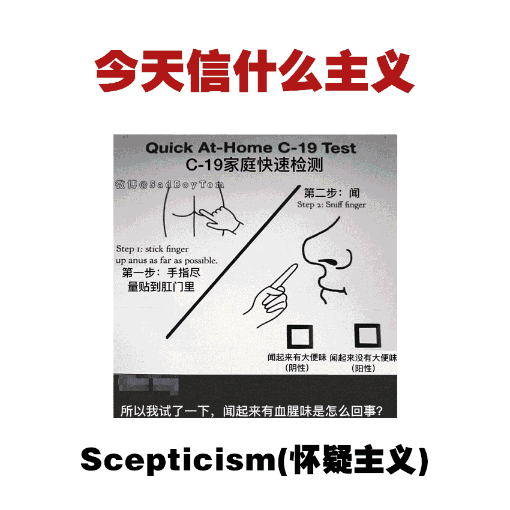 今天信什么主义
Quick At-Home C-19 Test
C-19家庭快速检测
微博@SadBoyTom
Step 1: stick finger
up anus as far as possible.
第一步：手指尽
量贴到肛门里
第二步：闻
Step 2: Sniff finger
闻起来有大便味
(阴性)
闻起来没有大便味
(阳性)
所以我试了一下，闻起来有血腥味是怎么回事?
Scepticism(怀疑主义)